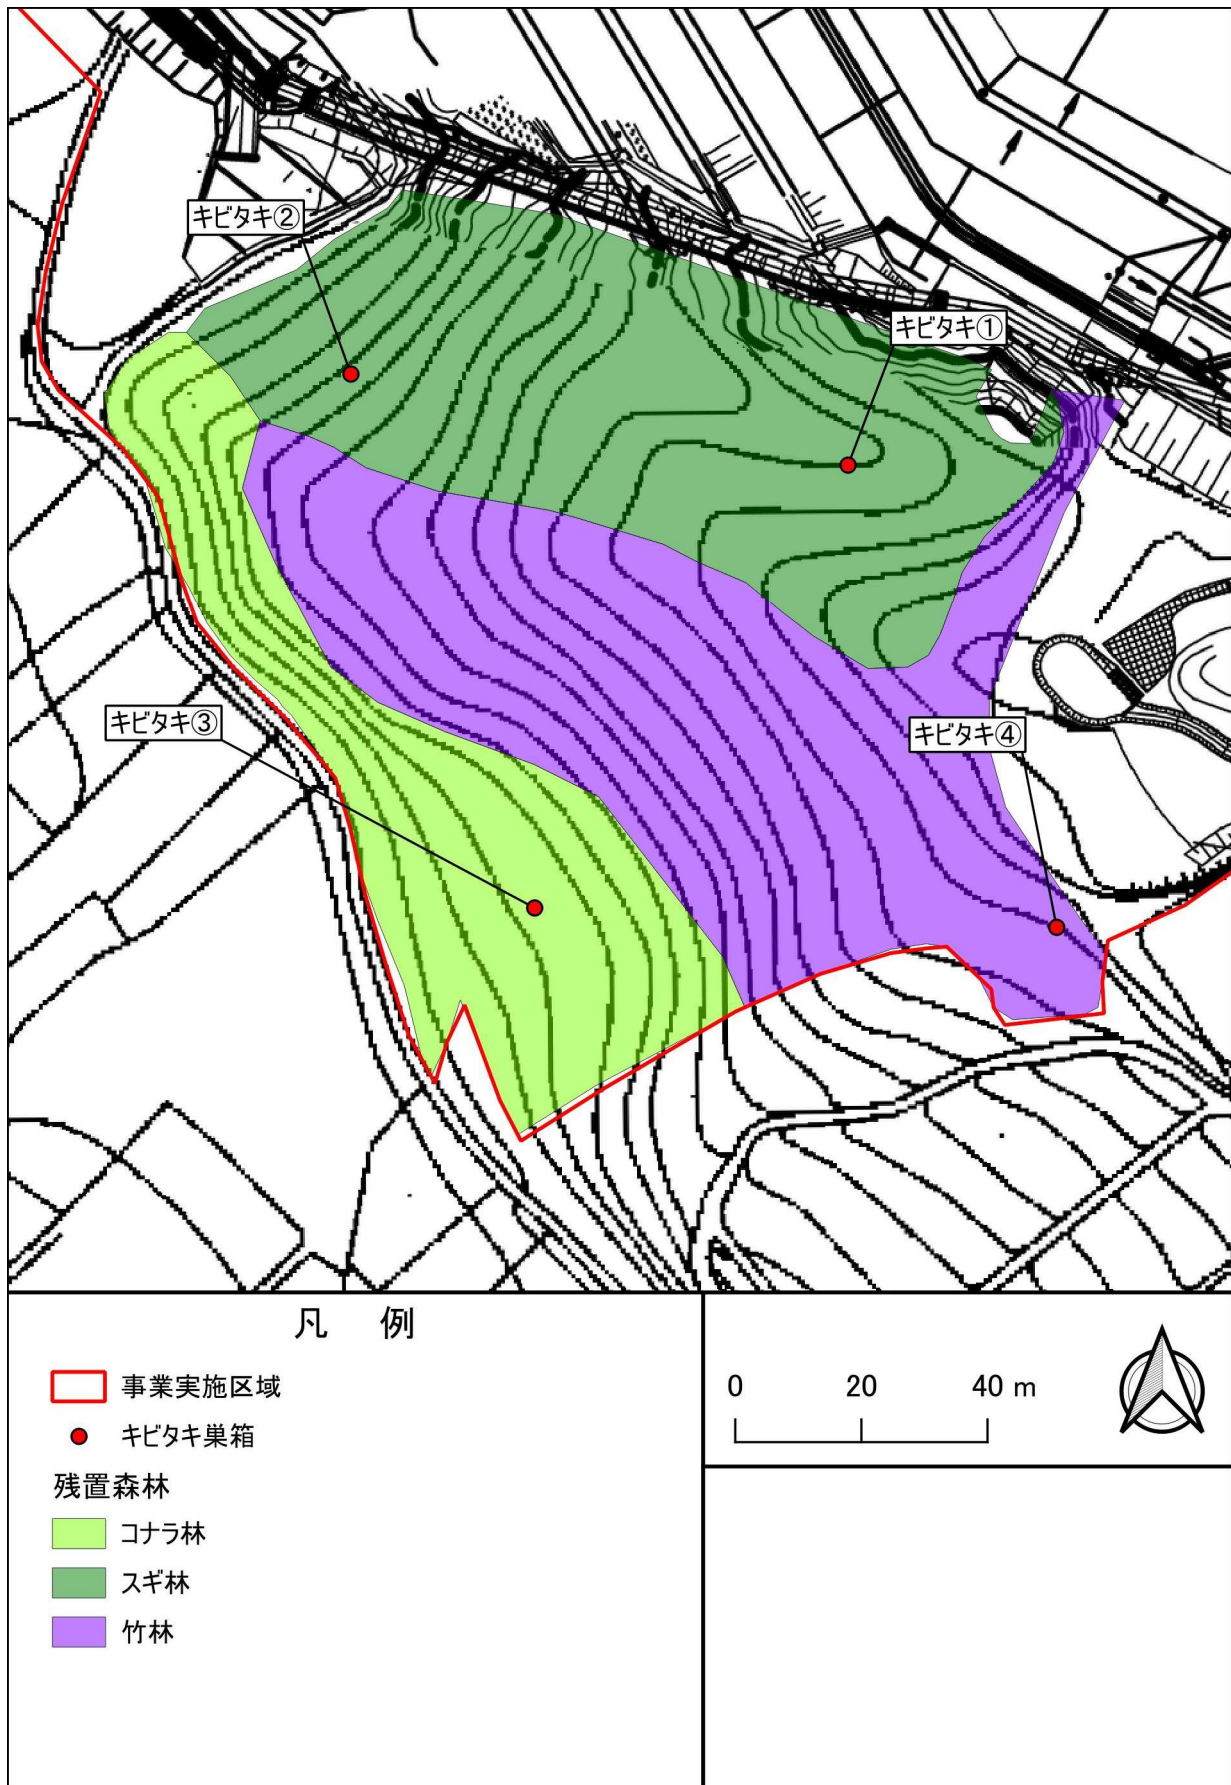 キビタキ②
キビタキ①
キビタキ③
キビタキ④
凡 例
事業実施区域
キビタキ巣箱
残置森林
コナラ林
スギ林
竹林
0 20 40 m